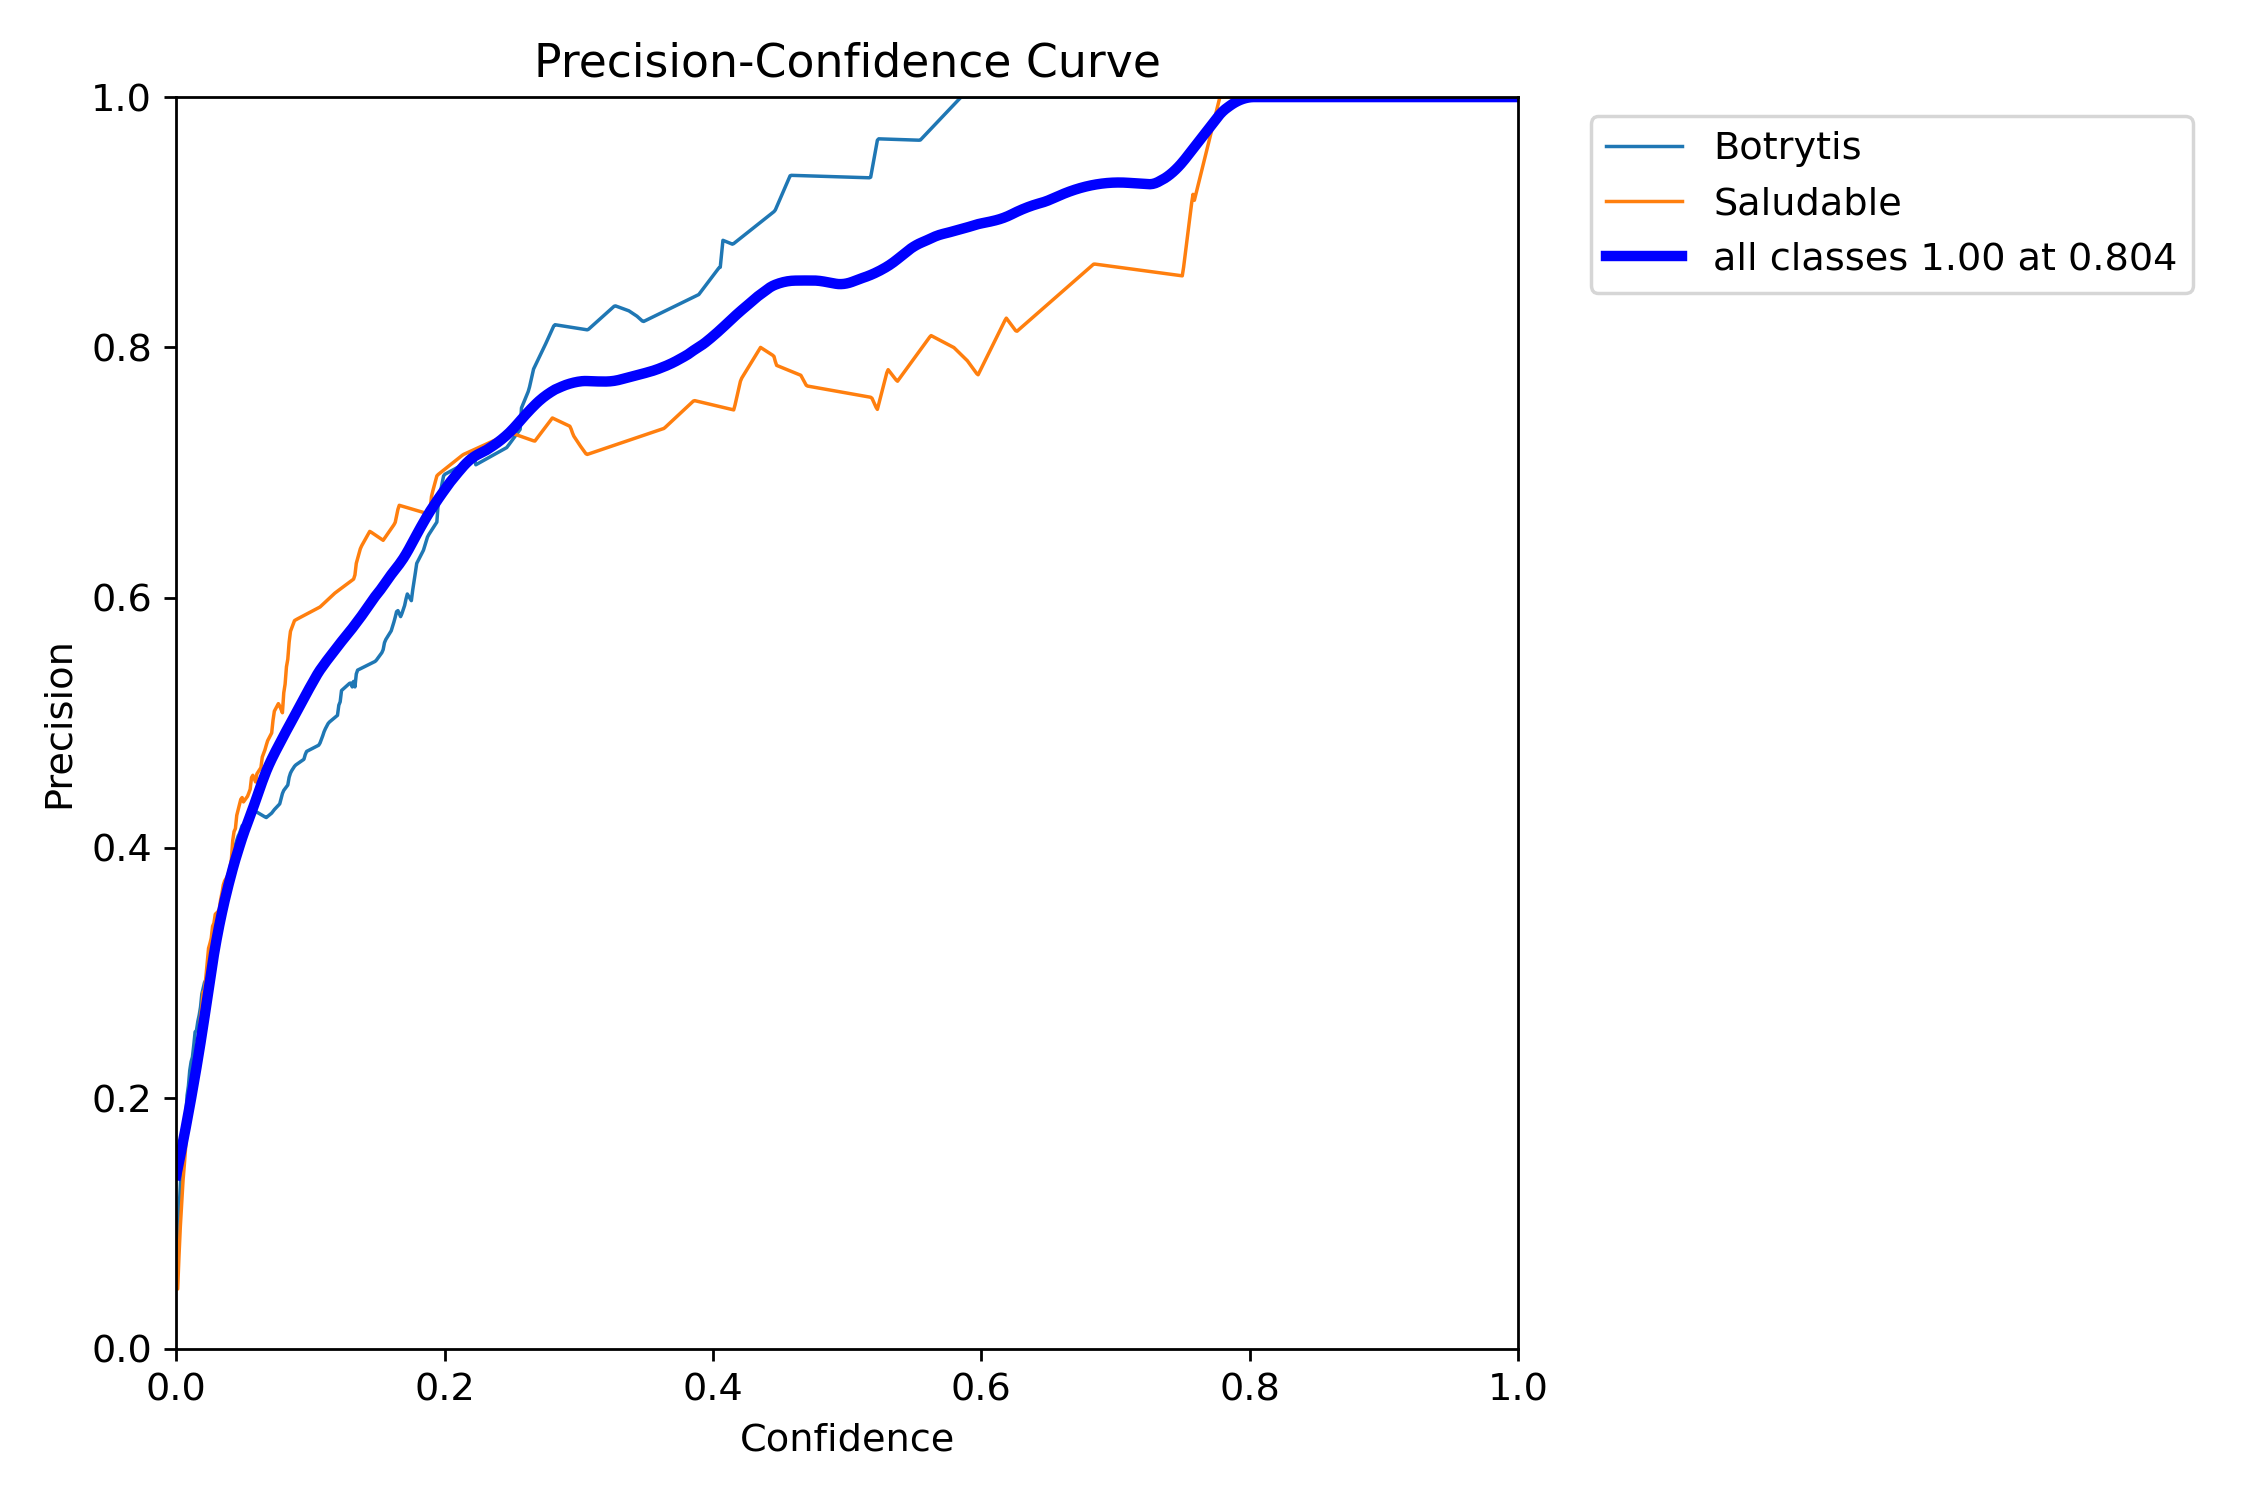 Precision-Confidence Curve
1.0
0.8
0.6
0.4
0.2
0.0
Precision
0.0 0.2 0.4 0.6 0.8 1.0
Confidence
Botrytis
Saludable
all classes 1.00 at 0.804